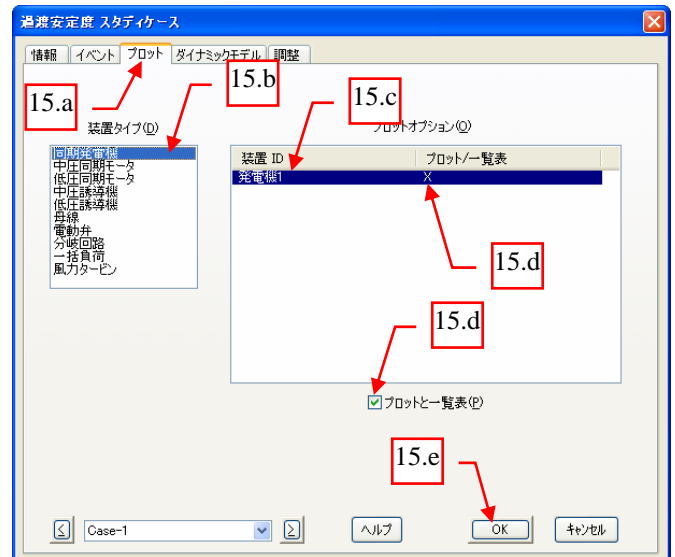 過渡安定度 スタディケース
情報 イベント プロット ダイナミックモデル 調整
15.a
15.b
15.c
装置タイプ(D)
プロットオプション(O)
同期発電機
中圧同期モータ
低圧同期モータ
中圧誘導機
低圧誘導機
母線
電動弁
分岐回路
一括負荷
風力タービン
装置 ID プロット/一覧表
発電機1 X
15.d
15.d
プロットと一覧表(P)
15.e
< Case-1 > ヘルプ OK キャンセル